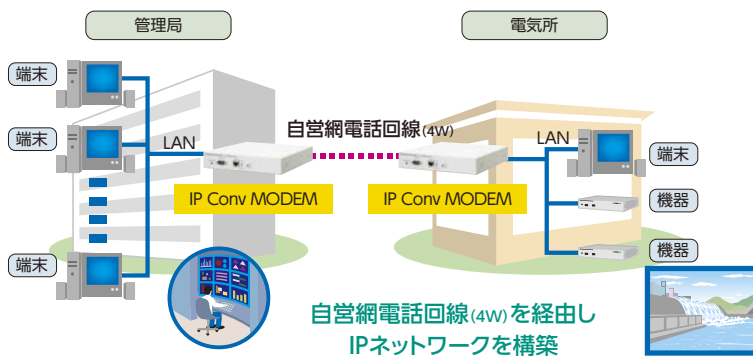 管理局
電気所
端末
端末
端末
LAN
自営網電話回線(4W)
LAN
端末
機器
機器
IP Conv MODEM
IP Conv MODEM
自営網電話回線(4W)を経由し
IPネットワークを構築